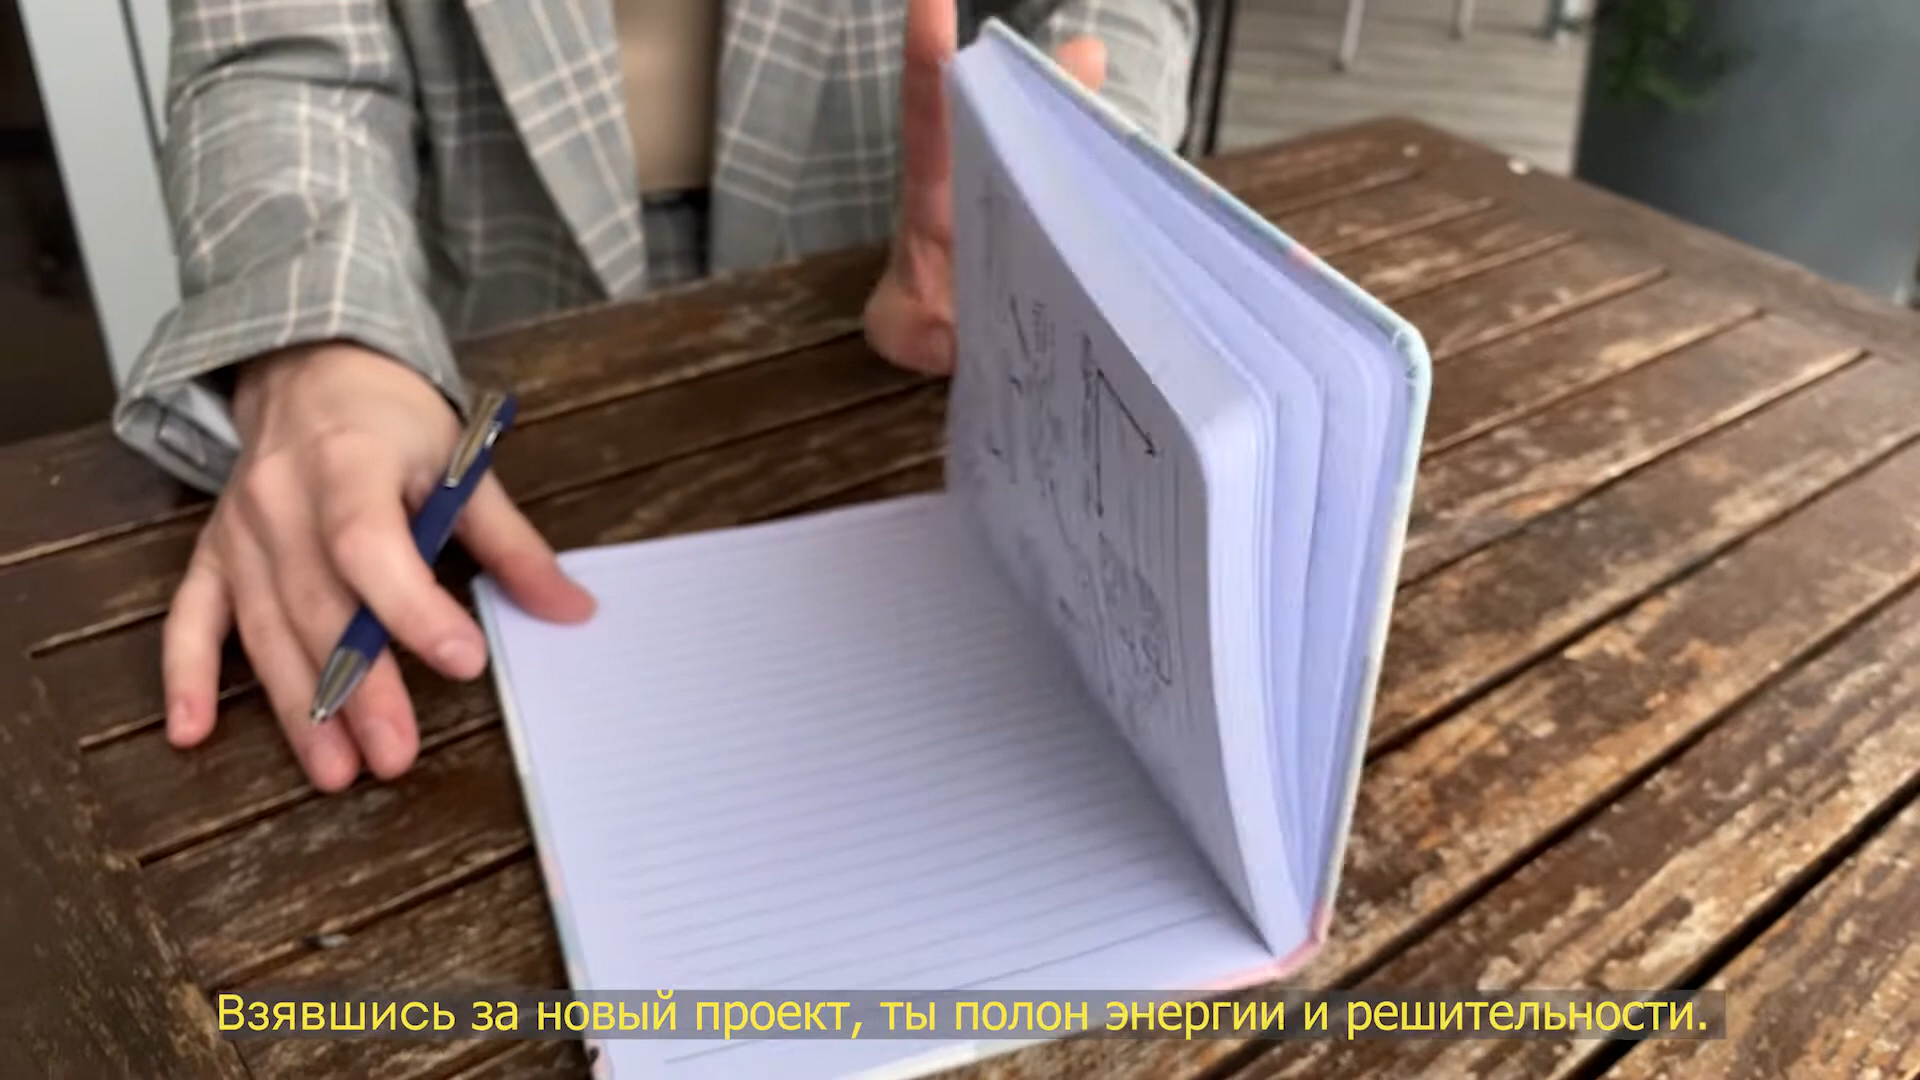 Взявшись за новый проект, ты полон энергии и решительности.